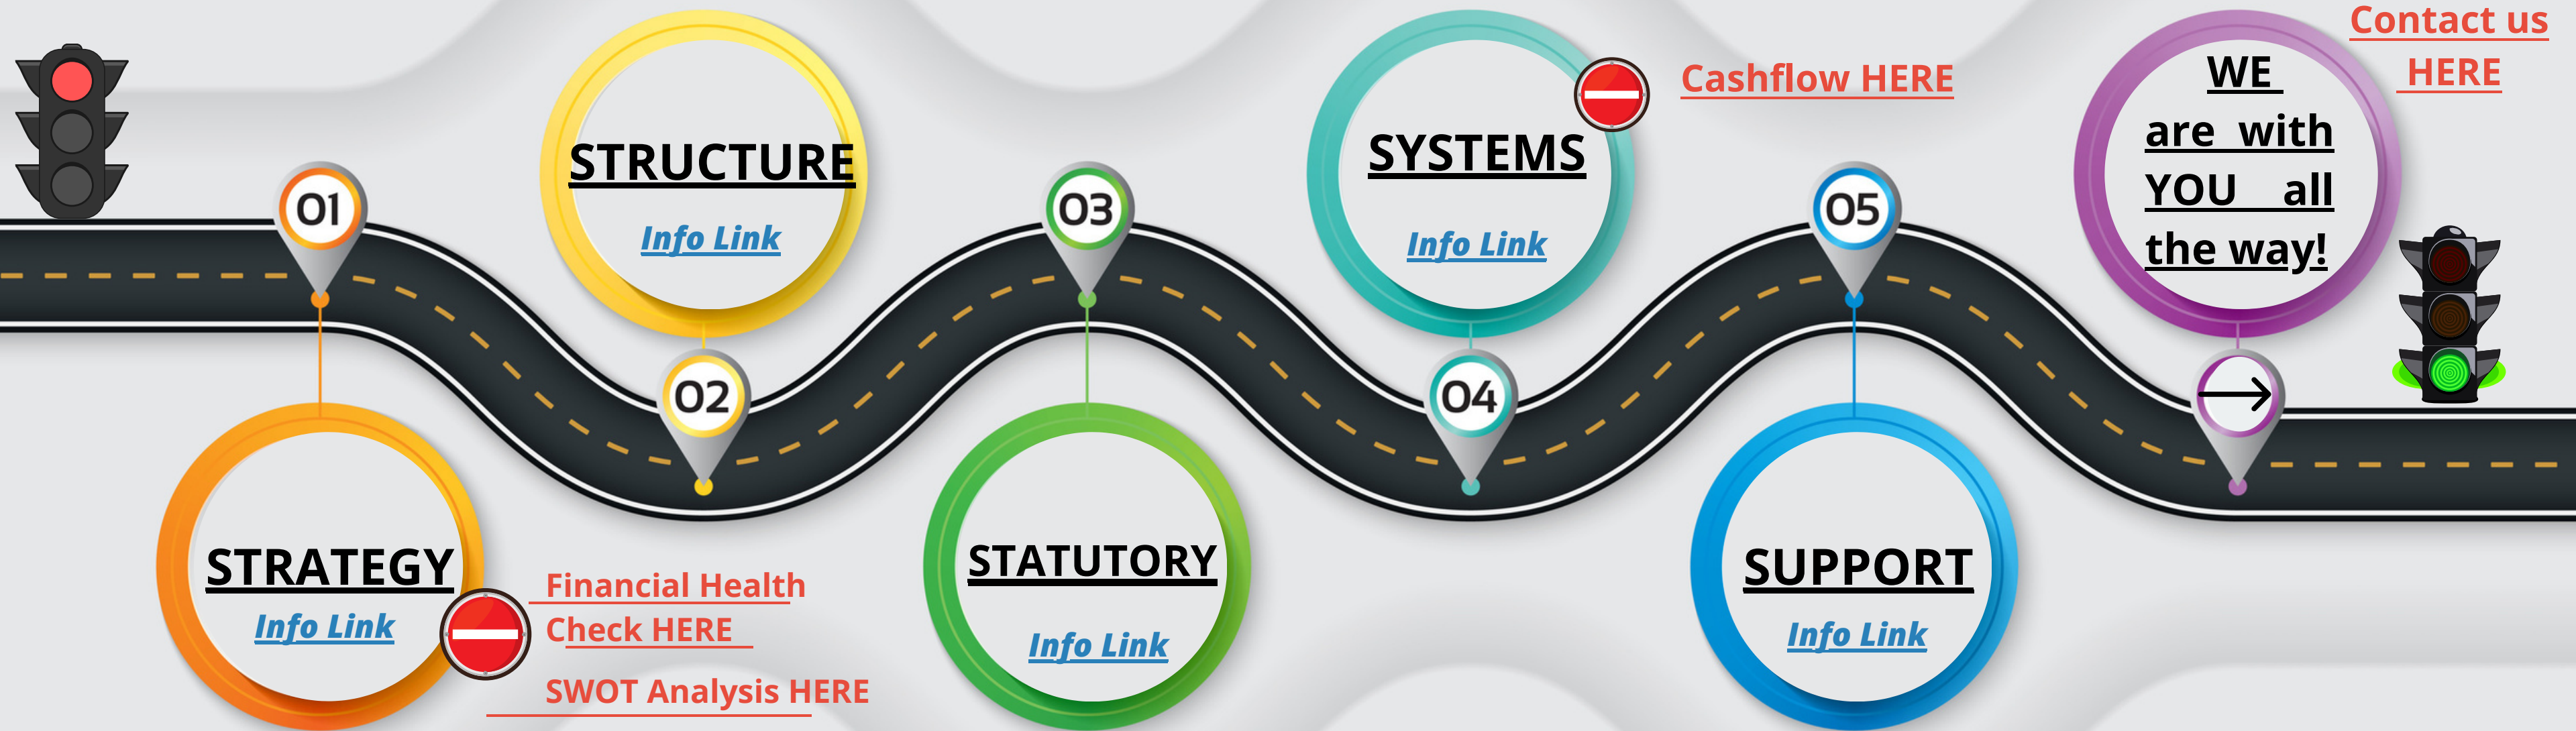 01
STRATEGY
Info Link
Financial Health
Check HERE
SWOT Analysis HERE
STRUCTURE
Info Link
02
03
STATUTORY
Info Link
SYSTEMS
Info Link
Cashflow HERE
04
05
SUPPORT
Info Link
WE
are with
YOU all
the way!
Contact us
HERE